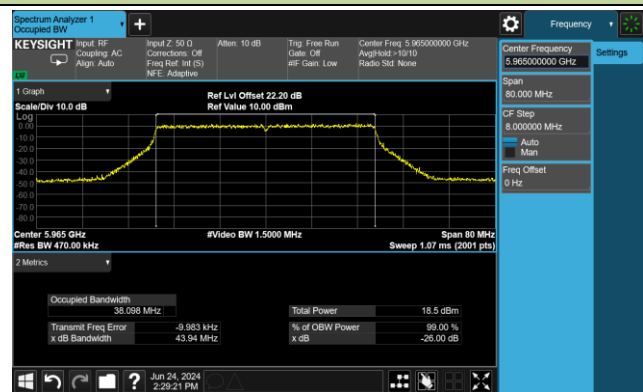 Spectrum Analyzer 1
Occupied BW
Frequency
KEYSIGHT
Input: RF
Coupling: AC
Align: Auto
Input Z: 50 Ω
Corrections: Off
Freq Ref: Int (S)
NFE: Adaptive
Atten: 10 dB
Trig: Free Run
Gate: Off
#IF Gain: Low
Center Freq: 5.965000000 GHz
Avg|Hold:>10/10
Radio Std: None
Center Frequency
5.965000000 GHz
Settings
Span
80.000 MHz
CF Step
8.000000 MHz
Auto
Man
Freq Offset
0 Hz
1 Graph
Scale/Div 10.0 dB
Ref Lvl Offset 22.20 dB
Ref Value 10.00 dBm
Log
0.00
-10.0
-20.0
-30.0
-40.0
-50.0
-60.0
-70.0
-80.0
Center 5.965 GHz
#Res BW 470.00 kHz
#Video BW 1.5000 MHz
Span 80 MHz
Sweep 1.07 ms (2001 pts)
2 Metrics
Occupied Bandwidth
38.098 MHz
Total Power
18.5 dBm
Transmit Freq Error
-9.983 kHz
% of OBW Power
99.00 %
x dB Bandwidth
43.94 MHz
x dB
-26.00 dB
Jun 24, 2024
2:29:21 PM